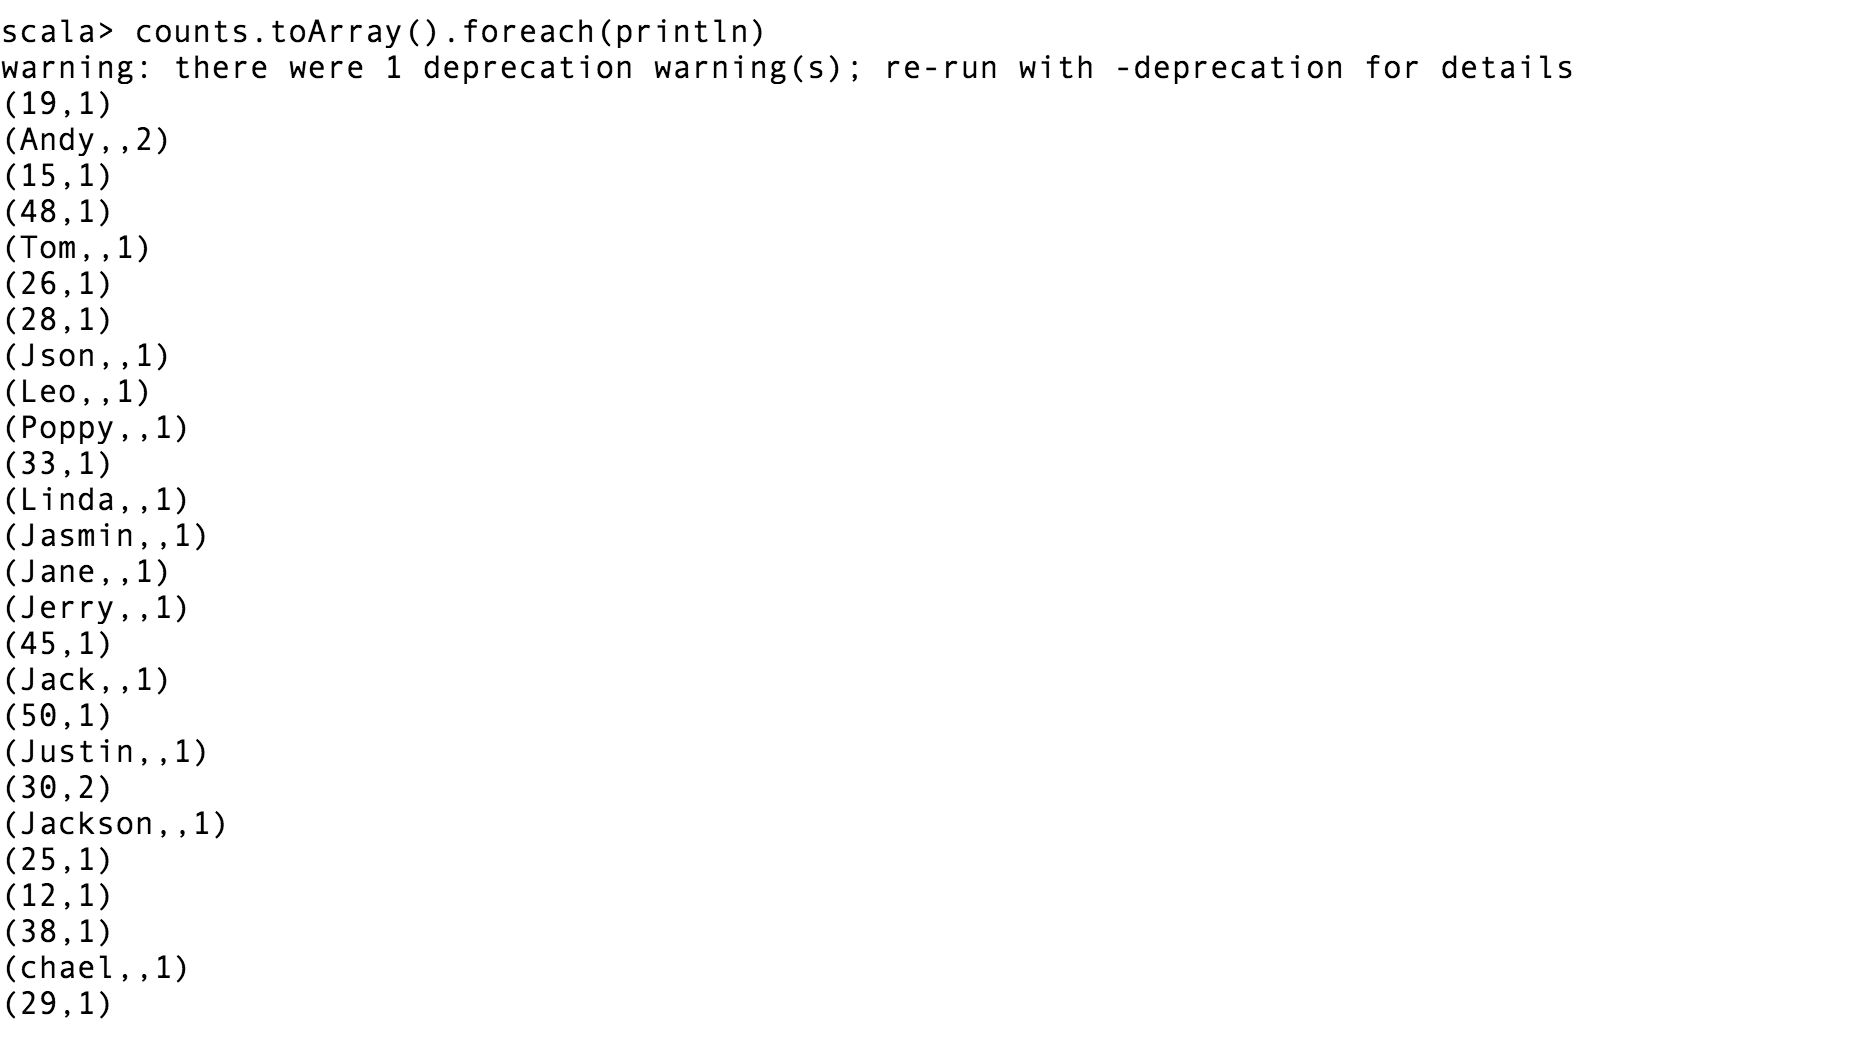 scala> counts.toArray().foreach(println)
warning: there were 1 deprecation warning(s); re-run with -deprecation for details
(19,1)
(Andy,,2)
(15,1)
(48,1)
(Tom,,1)
(26,1)
(28,1)
(Json,,1)
(Leo,,1)
(Poppy,,1)
(33,1)
(Linda,,1)
(Jasmin,,1)
(Jane,,1)
(Jerry,,1)
(45,1)
(Jack,,1)
(50,1)
(Justin,,1)
(30,2)
(Jackson,,1)
(25,1)
(12,1)
(38,1)
(chael,,1)
(29,1)